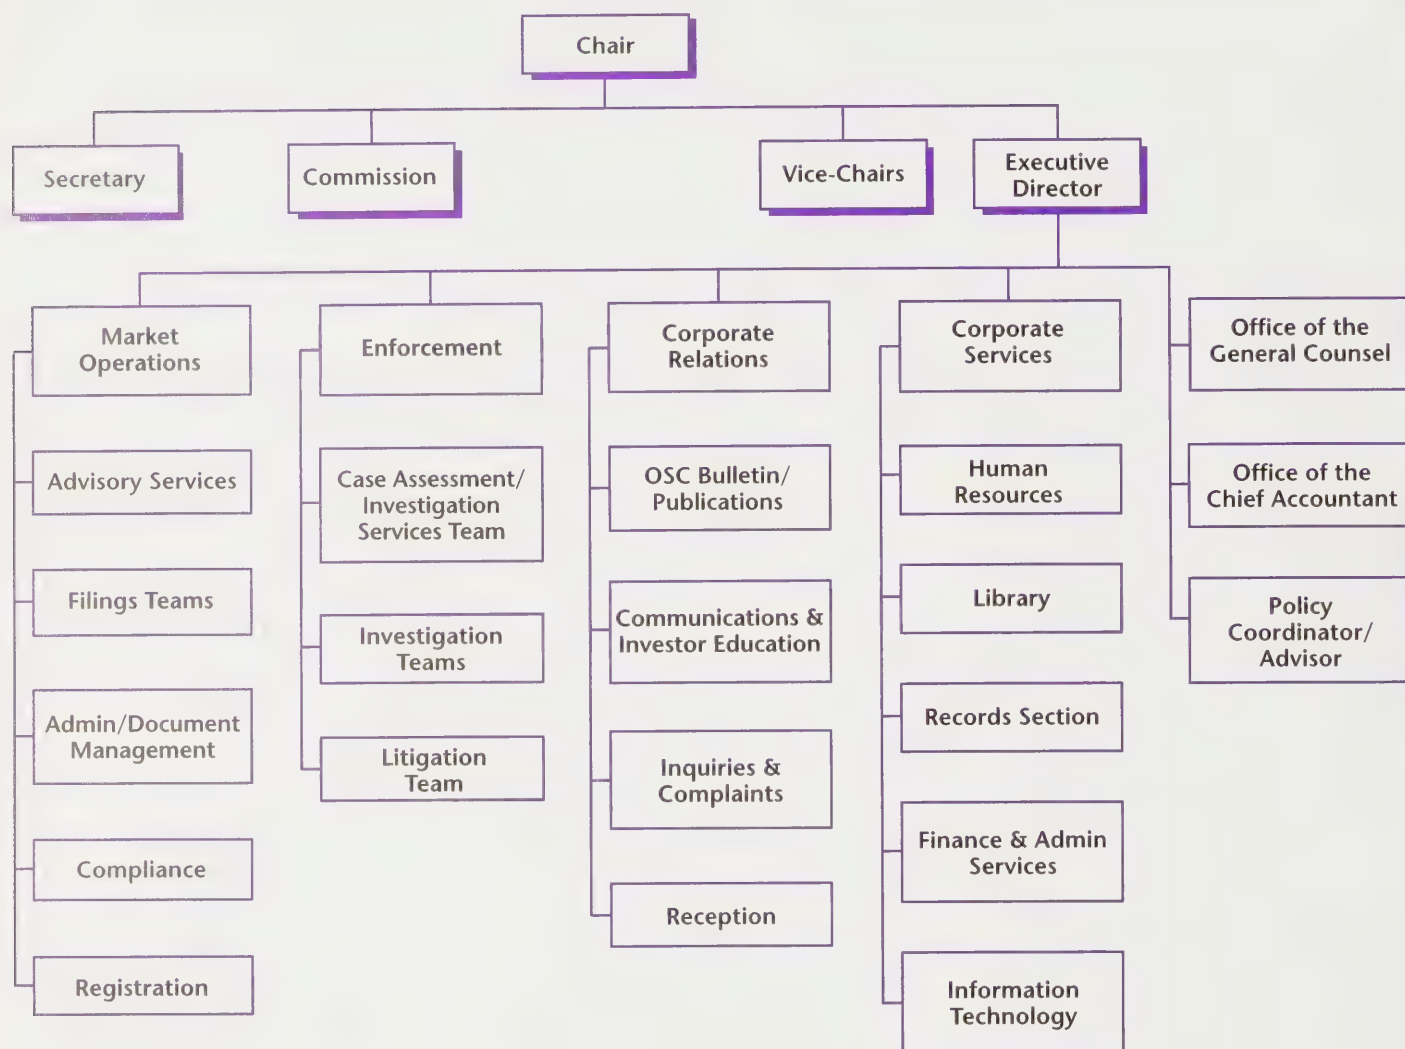 Chair
Secretary
Commission
Vice-Chairs
Executive
Director
Market
Operations
Advisory Services
Filings Teams
Admin/Document
Management
Compliance
Registration
Enforcement
Case Assessment/
Investigation
Services Team
Investigation
Teams
Litigation
Team
Corporate
Relations
OSC Bulletin/
Publications
Communications &
Investor Education
Inquiries &
Complaints
Reception
Corporate
Services
Human
Resources
Library
Records Section
Finance & Admin
Services
Information
Technology
Office of the
General Counsel
Office of the
Chief Accountant
Policy
Coordinator/
Advisor